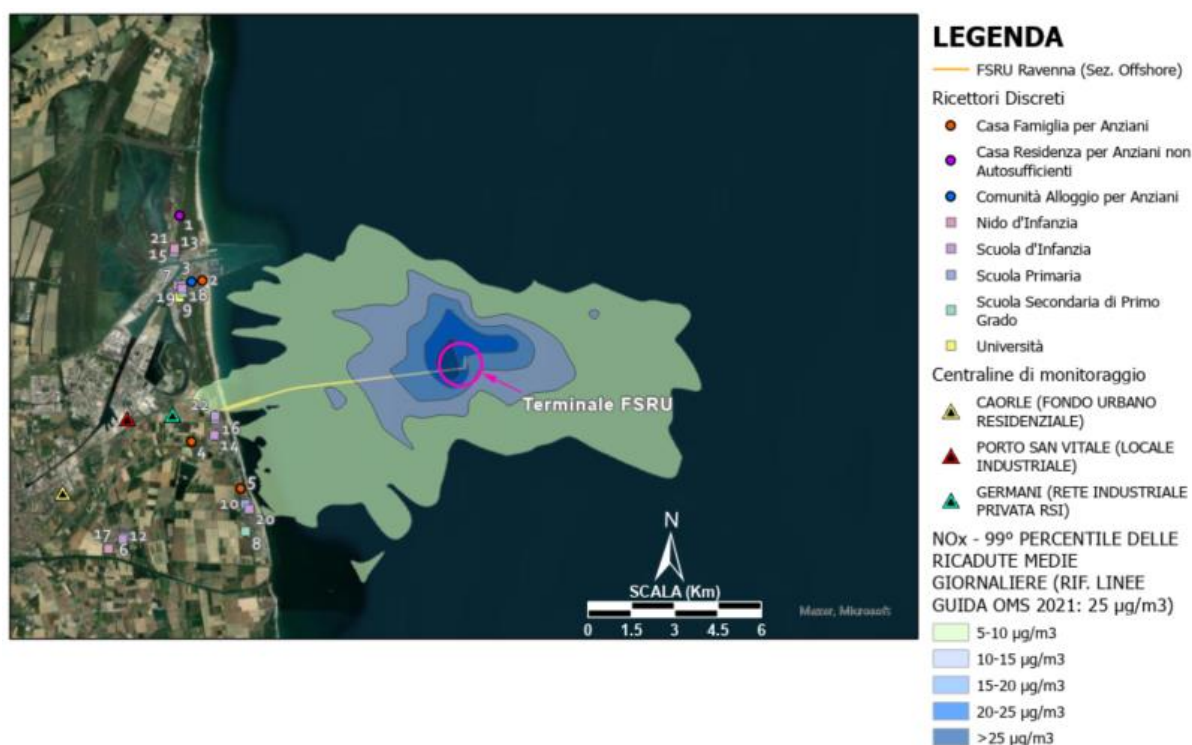 LEGENDA
FSRU Ravenna (Sez. Offshore)
Ricettori Discreti
Casa Famiglia per Anziani
Casa Residenza per Anziani non
Autosufficienti
Comunità Alloggio per Anziani
Nido d'Infanzia
Scuola d'Infanzia
Scuola Primaria
Scuola Secondaria di Primo
Grado
Università
Centraline di monitoraggio
CAORLE (FONDO URBANO
RESIDENZIALE)
PORTO SAN VITALE (LOCALE
INDUSTRIALE)
GERMANI (RETE INDUSTRIALE
PRIVATA RSI)
NOx - 99º PERCENTILE DELLE
RICADUTE MEDIE
GIORNALIERE (RIF. LINEE
GUIDA OMS 2021: 25 µg/m3)
5-10 µg/m3
10-15 µg/m3
15-20 µg/m3
20-25 µg/m3
>25 µg/m3
1
21 13
15
3
7 2
19 18
9
22
16
14
4
5
10 20
8
17 12
6
Terminale FSRU
N
SCALA (Km)
0 1.5 3 4.5 6
Maxar, Microsoft